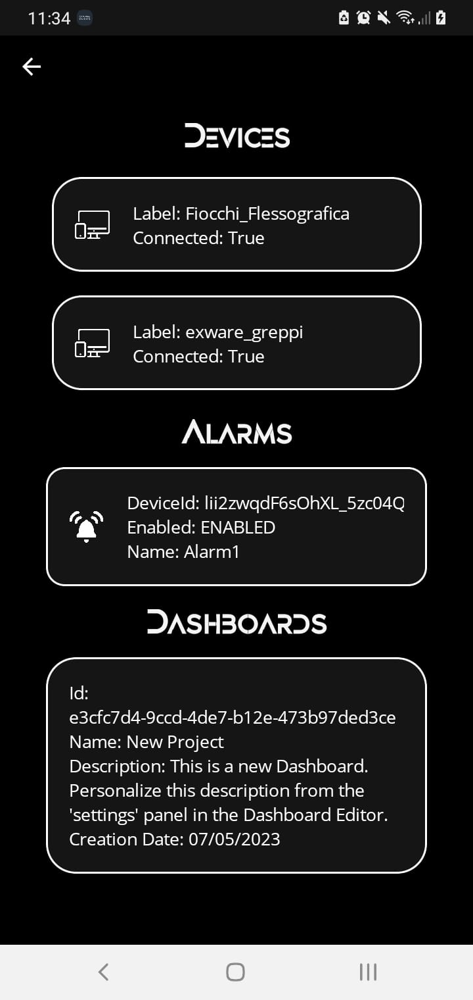 11:34
DEVICES
Label: Fiocchi_Flessografica
Connected: True
Label: exware_greppi
Connected: True
ALARMS
DeviceId: lii2zwqdF6sOhXL_5zc04Q
Enabled: ENABLED
Name: Alarm1
DASHBOARDS
Id:
e3cfc7d4-9ccd-4de7-b12e-473b97ded3ce
Name: New Project
Description: This is a new Dashboard.
Personalize this description from the
'settings' panel in the Dashboard Editor.
Creation Date: 07/05/2023